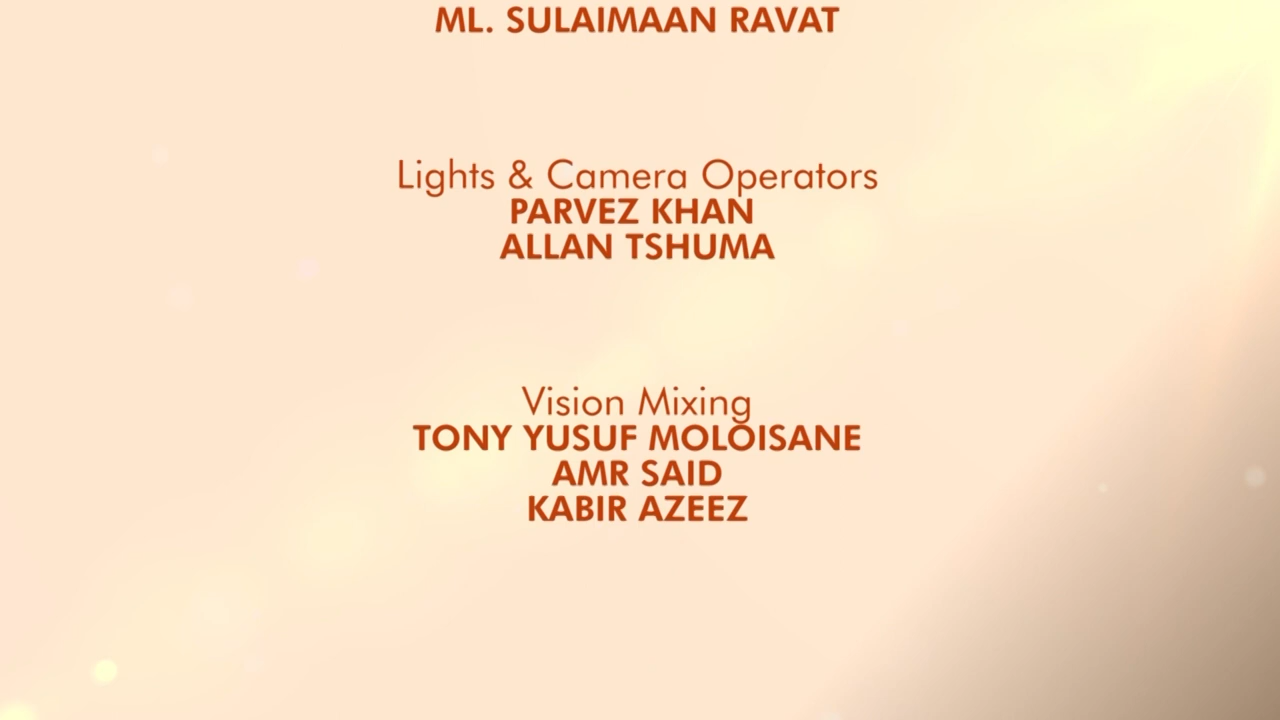 ML. SULAIMAAN RAVAT
Lights & Camera Operators
PARVEZ KHAN
ALLAN TSHUMA
Vision Mixing
TONY YUSUF MOLOISANE
AMR SAID
KABIR AZEEZ